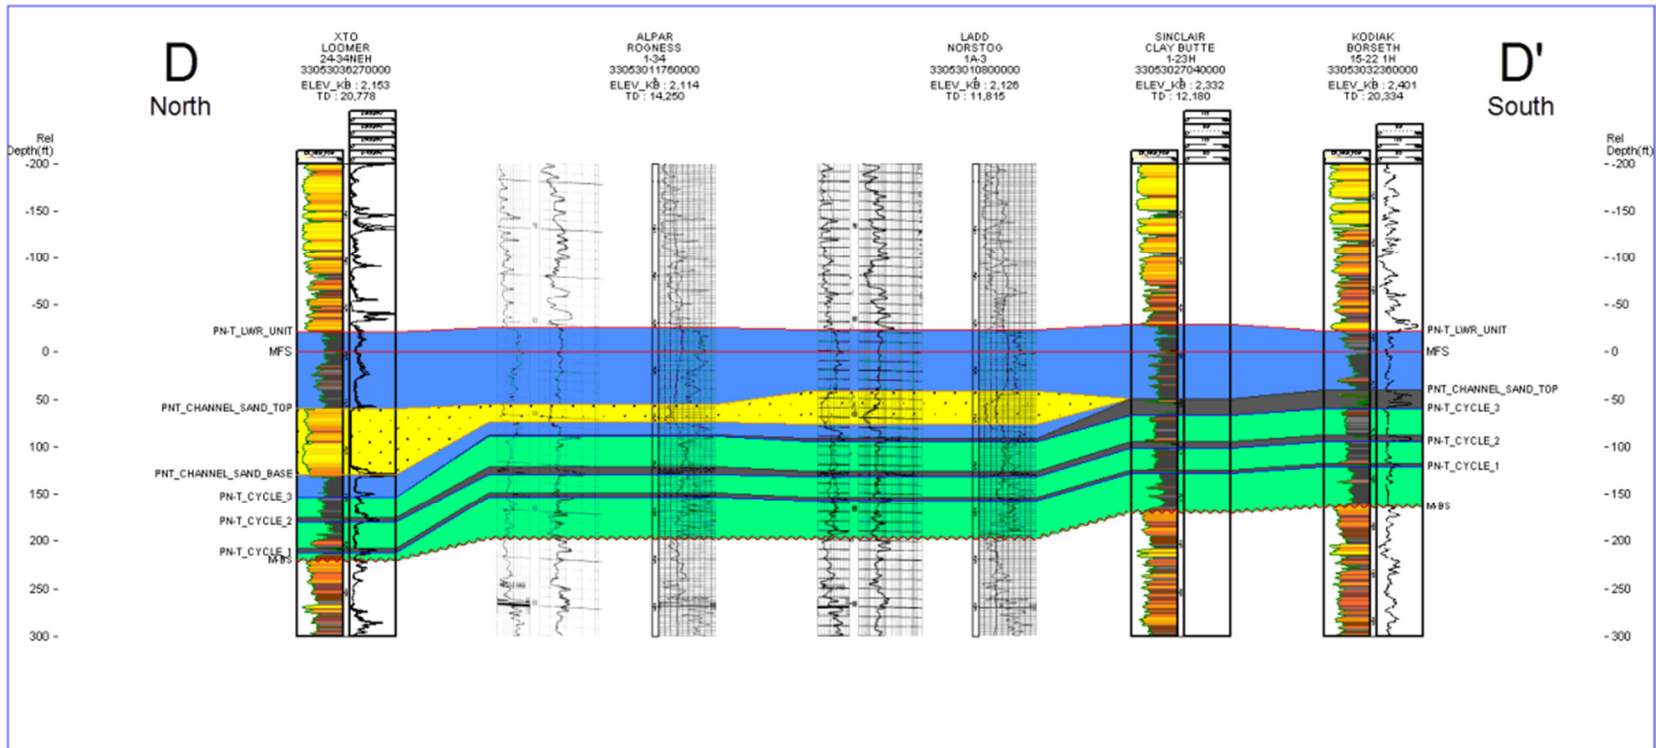 D
North
XTO
LOOMER
24-34NEH
33053036270000
ELEV_KB : 2,153
TD : 20,778
ALPAR
ROGNESS
1-34
33053011760000
ELEV_KB : 2,114
TD : 14,250
LADD
NORSTOG
1A-3
33053010800000
ELEV_KB : 2,126
TD : 11,815
SINCLAIR
CLAY BUTTE
1-23H
33053027040000
ELEV_KB : 2,332
TD : 12,180
KODIAK
BORSETH
15-22 1H
33053032360000
ELEV_KB : 2,401
TD : 20,334
D'
South
Rel
Depth(ft)
-200
-150
-100
-50
0
50
100
150
200
250
300
PN-T_LWR_UNIT
MFS
PNT_CHANNEL_SAND_TOP
PNT_CHANNEL_SAND_BASE
PN-T_CYCLE_3
PN-T_CYCLE_2
PN-T_CYCLE_1
M-BS
PN-T_LWR_UNIT
MFS
PNT_CHANNEL_SAND_TOP
PN-T_CYCLE_3
PN-T_CYCLE_2
PN-T_CYCLE_1
M-BS
Rel
Depth(ft)
-200
-150
-100
-50
0
50
100
150
200
250
300